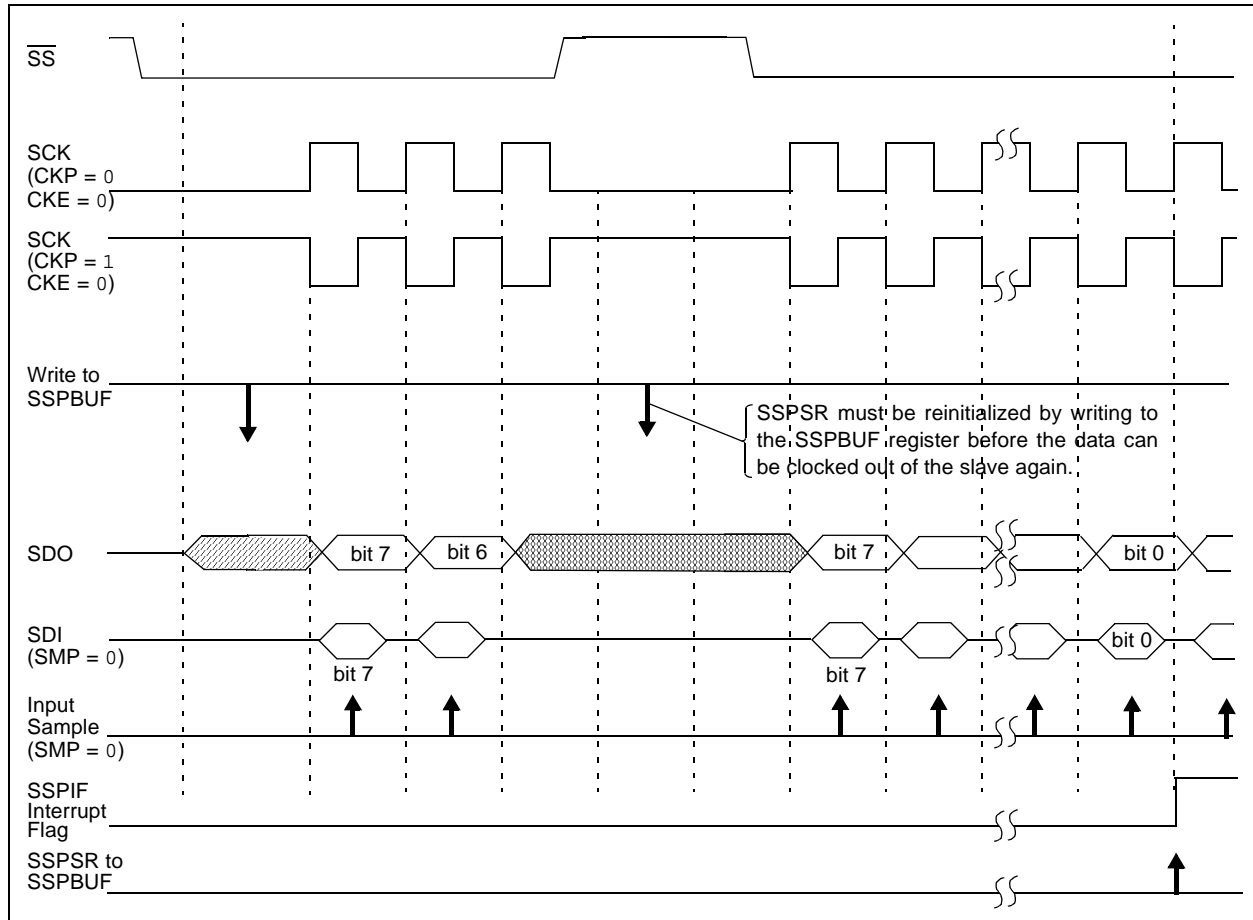 SS
SCK
(CKP = 0
CKE = 0)
SCK
(CKP = 1
CKE = 0)
Write to
SSPBUF
SSPSR must be reinitialized by writing to
the SSPBUF register before the data can
be clocked out of the slave again.
SDO
bit 7
bit 6
bit 7
bit 0
SDI
(SMP = 0)
bit 7
bit 7
bit 0
Input
Sample
(SMP = 0)
SSPIF
Interrupt
Flag
SSPSR to
SSPBUF